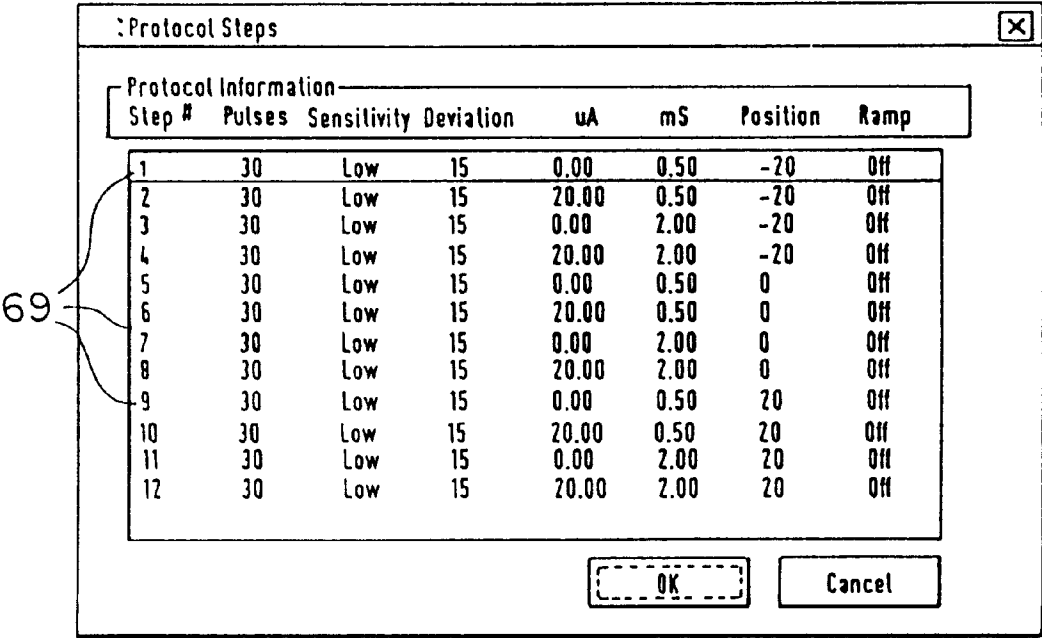 :Protocol Steps
Protocol Information
Step # Pulses Sensitivity Deviation uA mS Position Ramp
1 30 Low 15 0.00 0.50 -20 Off
2 30 Low 15 20.00 0.50 -20 Off
3 30 Low 15 0.00 2.00 -20 Off
4 30 Low 15 20.00 2.00 -20 Off
5 30 Low 15 0.00 0.50 0 Off
69 6 30 Low 15 20.00 0.50 0 Off
7 30 Low 15 0.00 2.00 0 Off
8 30 Low 15 20.00 2.00 0 Off
9 30 Low 15 0.00 0.50 20 Off
10 30 Low 15 20.00 0.50 20 Off
11 30 Low 15 0.00 2.00 20 Off
12 30 Low 15 20.00 2.00 20 Off
OK Cancel